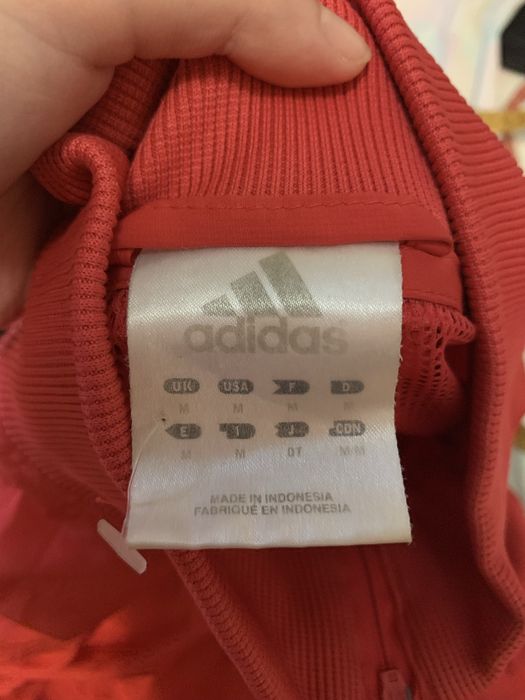 adidas
UK USA F D
M M M M
E I J CDN
M M OT M/M
MADE IN INDONESIA
FABRIQUÉ EN INDONESIA